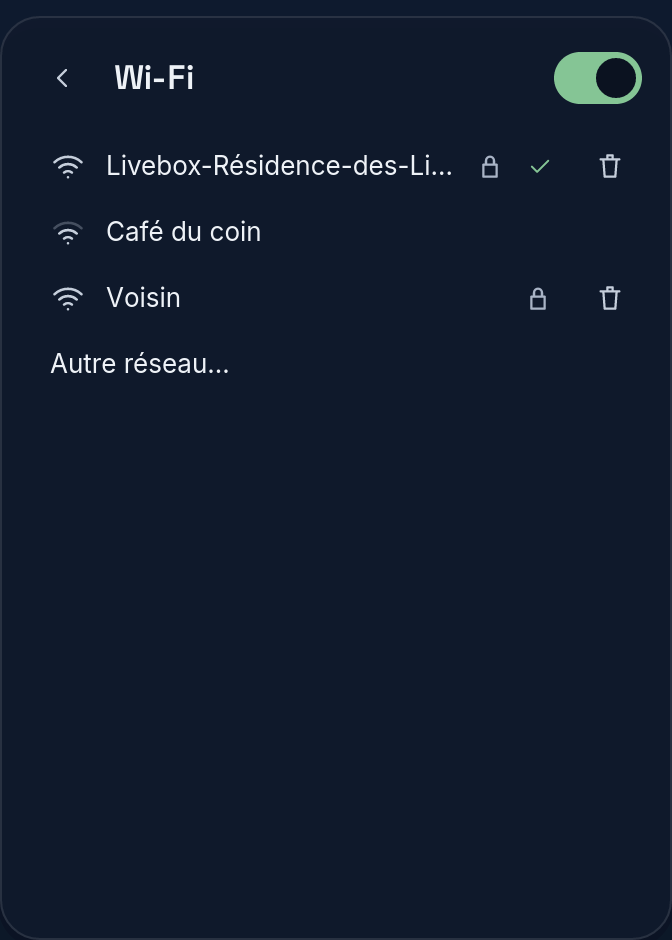 Wi-Fi
Livebox-Résidence-des-Li...
Café du coin
Voisin
Autre réseau...